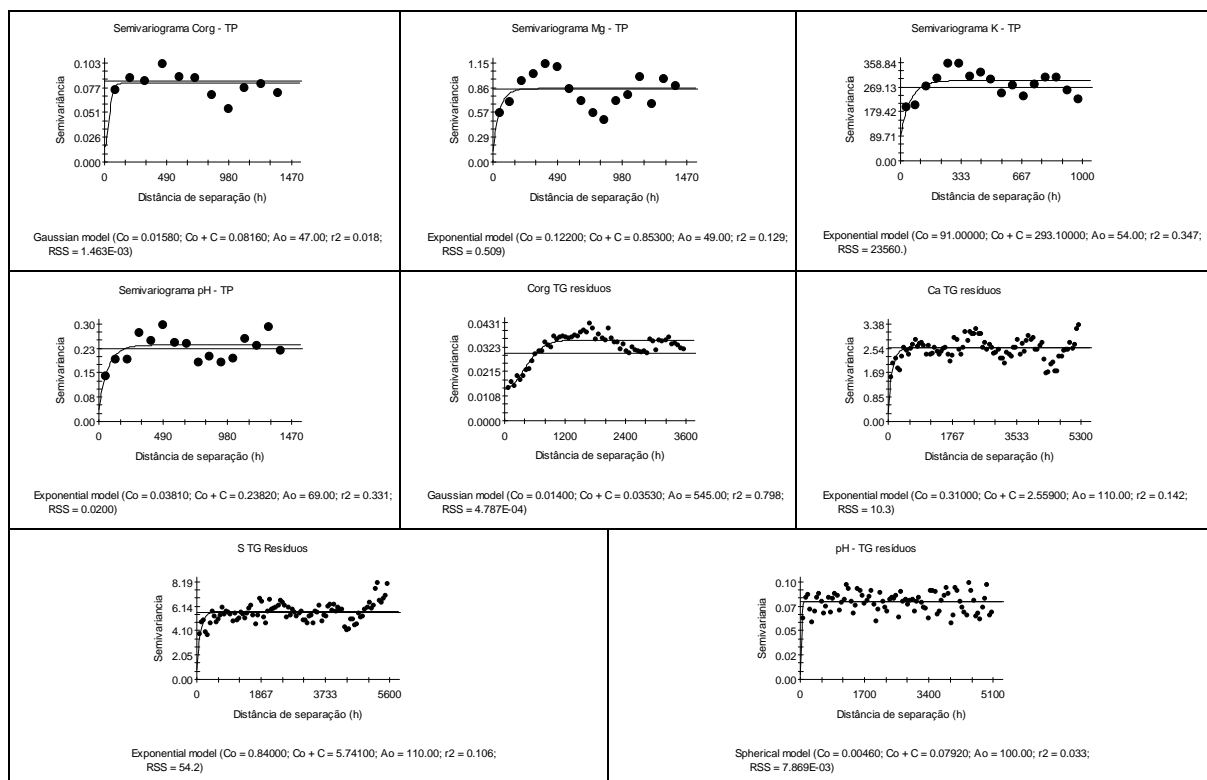 Semivariograma Corg - TP
Semivariância
0.103
0.077
0.051
0.026
0.000
0 490 980 1470
Distância de separação (h)
Gaussian model (Co = 0.01580; Co + C = 0.08160; Ao = 47.00; r2 = 0.018;
RSS = 1.463E-03)
Semivariograma Mg - TP
Semivariância
1.15
0.86
0.57
0.29
0.00
0 490 980 1470
Distância de separação (h)
Exponential model (Co = 0.12200; Co + C = 0.85300; Ao = 49.00; r2 = 0.129;
RSS = 0.509)
Semivariograma K - TP
Semivariância
358.84
269.13
179.42
89.71
0.00
0 333 667 1000
Distância de separação (h)
Exponential model (Co = 91.00000; Co + C = 293.10000; Ao = 54.00; r2 = 0.347;
RSS = 23560.)
Semivariograma pH - TP
Semivariância
0.30
0.23
0.15
0.08
0.00
0 490 980 1470
Distância de separação (h)
Exponential model (Co = 0.03810; Co + C = 0.23820; Ao = 69.00; r2 = 0.331;
RSS = 0.0200)
Corg TG resíduos
Semivariancia
0.0431
0.0323
0.0215
0.0108
0.0000
0 1200 2400 3600
Distância de separação (h)
Gaussian model (Co = 0.01400; Co + C = 0.03530; Ao = 545.00; r2 = 0.798;
RSS = 4.787E-04)
Ca TG resíduos
Semivariancia
3.38
2.54
1.69
0.85
0.00
0 1767 3533 5300
Distância de separação (h)
Exponential model (Co = 0.31000; Co + C = 2.55900; Ao = 110.00; r2 = 0.142;
RSS = 10.3)
S TG Resíduos
Semivariancia
8.19
6.14
4.10
2.05
0.00
0 1867 3733 5600
Distância de separação (h)
Exponential model (Co = 0.84000; Co + C = 5.74100; Ao = 110.00; r2 = 0.106;
RSS = 54.2)
pH - TG resíduos
Semivariania
0.10
0.07
0.05
0.02
0.00
0 1700 3400 5100
Distância de separação (h)
Spherical model (Co = 0.00460; Co + C = 0.07920; Ao = 100.00; r2 = 0.033;
RSS = 7.869E-03)